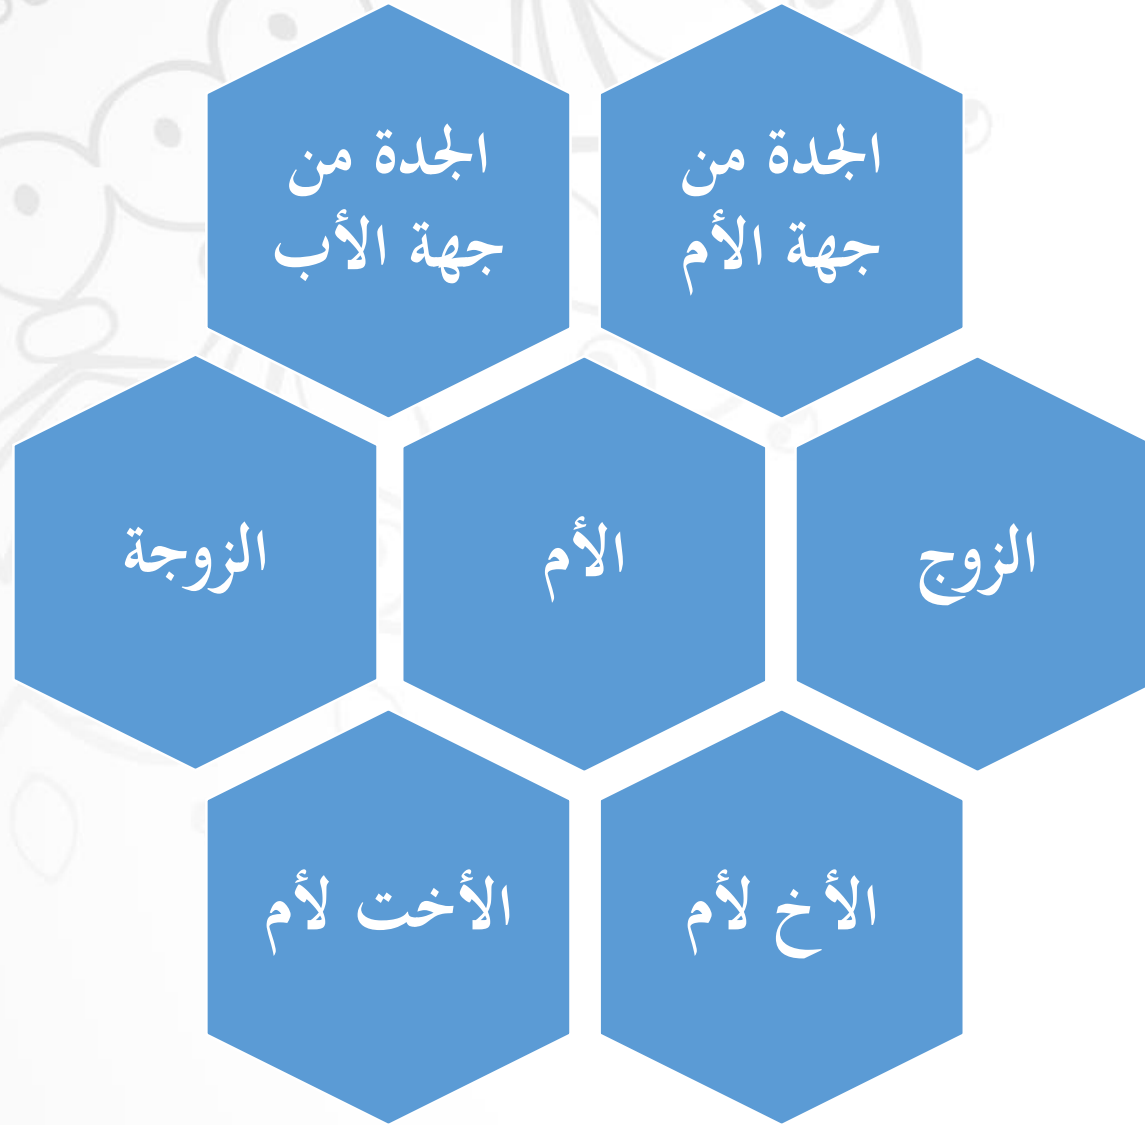 الجدة من
جهة الأم
الجدة من
جهة الأب
الزوج
الأم
الزوجة
الأخ لأم
الأخت لأم